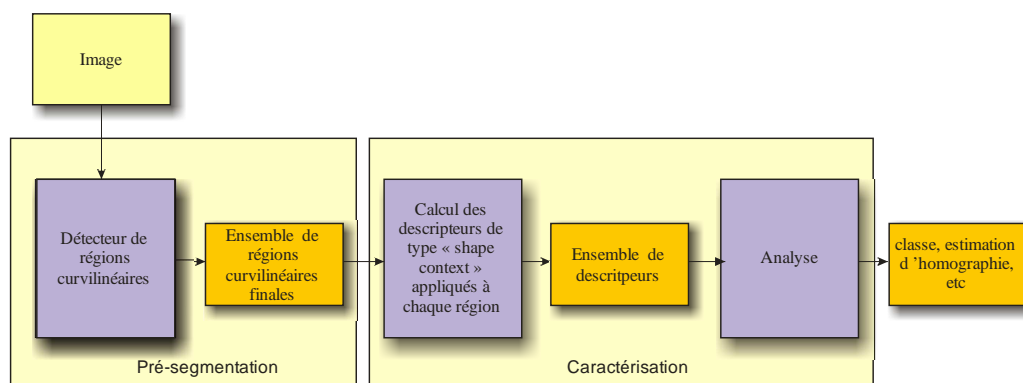 Image
Détecteur de
régions
curvilinéaires
Ensemble de
régions
curvilinéaires
finales
Pré-segmentation
Calcul des
descripteurs de
type « shape
context »
appliqués à
chaque région
Ensemble de
descritpeurs
Analyse
Caractérisation
classe, estimation
d ’homographie,
etc